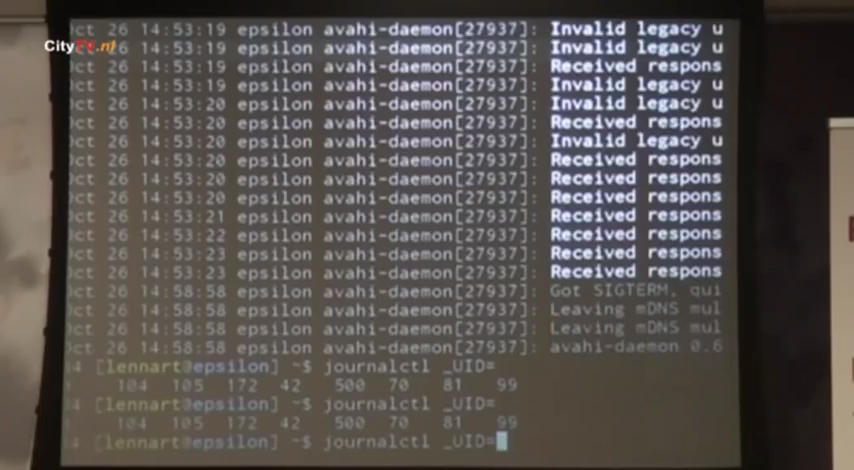 CityTV.nl
Oct 26 14:53:19 epsilon avahi-daemon[27937]: Invalid legacy u
Oct 26 14:53:19 epsilon avahi-daemon[27937]: Invalid legacy u
Oct 26 14:53:19 epsilon avahi-daemon[27937]: Received respons
Oct 26 14:53:19 epsilon avahi-daemon[27937]: Invalid legacy u
Oct 26 14:53:20 epsilon avahi-daemon[27937]: Invalid legacy u
Oct 26 14:53:20 epsilon avahi-daemon[27937]: Received respons
Oct 26 14:53:20 epsilon avahi-daemon[27937]: Invalid legacy u
Oct 26 14:53:20 epsilon avahi-daemon[27937]: Received respons
Oct 26 14:53:20 epsilon avahi-daemon[27937]: Received respons
Oct 26 14:53:20 epsilon avahi-daemon[27937]: Received respons
Oct 26 14:53:21 epsilon avahi-daemon[27937]: Received respons
Oct 26 14:53:22 epsilon avahi-daemon[27937]: Received respons
Oct 26 14:53:23 epsilon avahi-daemon[27937]: Received respons
Oct 26 14:53:23 epsilon avahi-daemon[27937]: Received respons
Oct 26 14:58:58 epsilon avahi-daemon[27937]: Got SIGTERM, qui
Oct 26 14:58:58 epsilon avahi-daemon[27937]: Leaving mDNS mul
Oct 26 14:58:58 epsilon avahi-daemon[27937]: Leaving mDNS mul
Oct 26 14:58:58 epsilon avahi-daemon[27937]: avahi-daemon 0.6
4 [lennart@epsilon] ~$ journalctl _UID=
104 105 172 42 500 70 81 99
4 [lennart@epsilon] ~$ journalctl _UID=
104 105 172 42 500 70 81 99
4 [lennart@epsilon] ~$ journalctl _UID=